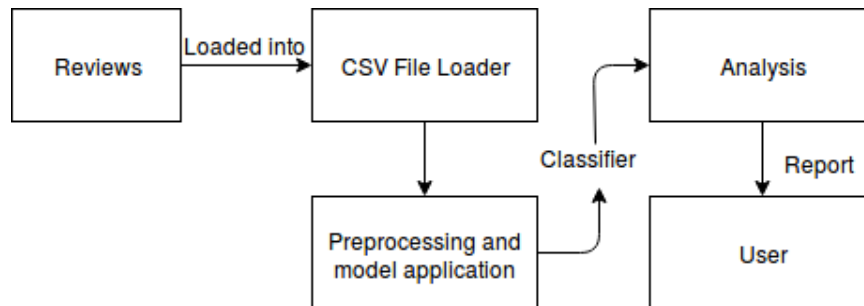 Reviews
Loaded into
CSV File Loader
Analysis
Classifier
Report
Preprocessing and
model application
User